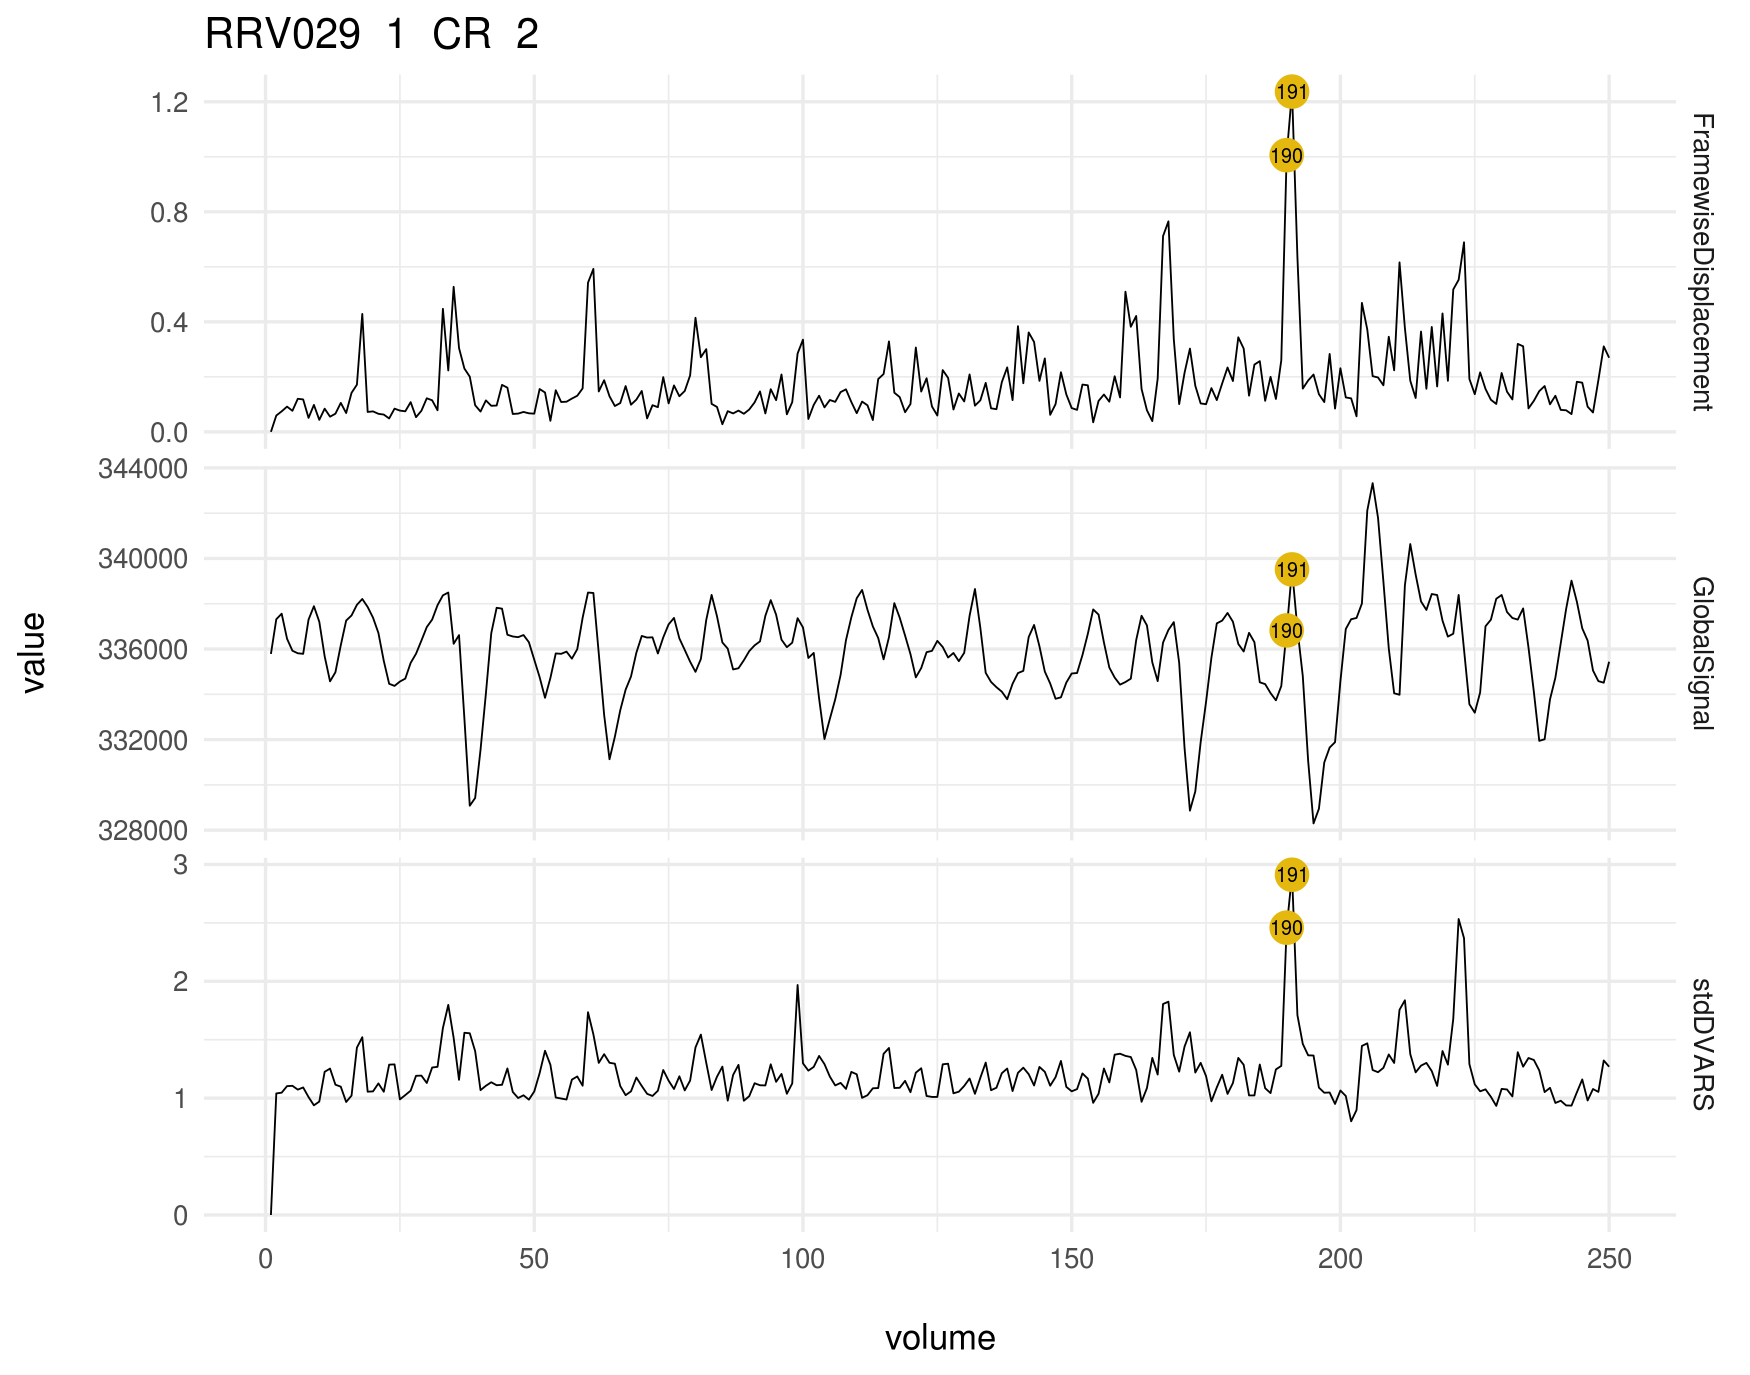 RRV029 1 CR 2
1.2
0.8
0.4
0.0
191
190
FramewiseDisplacement
344000
340000
336000
332000
328000
191
190
GlobalSignal
value
3
2
1
0
191
190
stdDVARS
0 50 100 150 200 250
volume